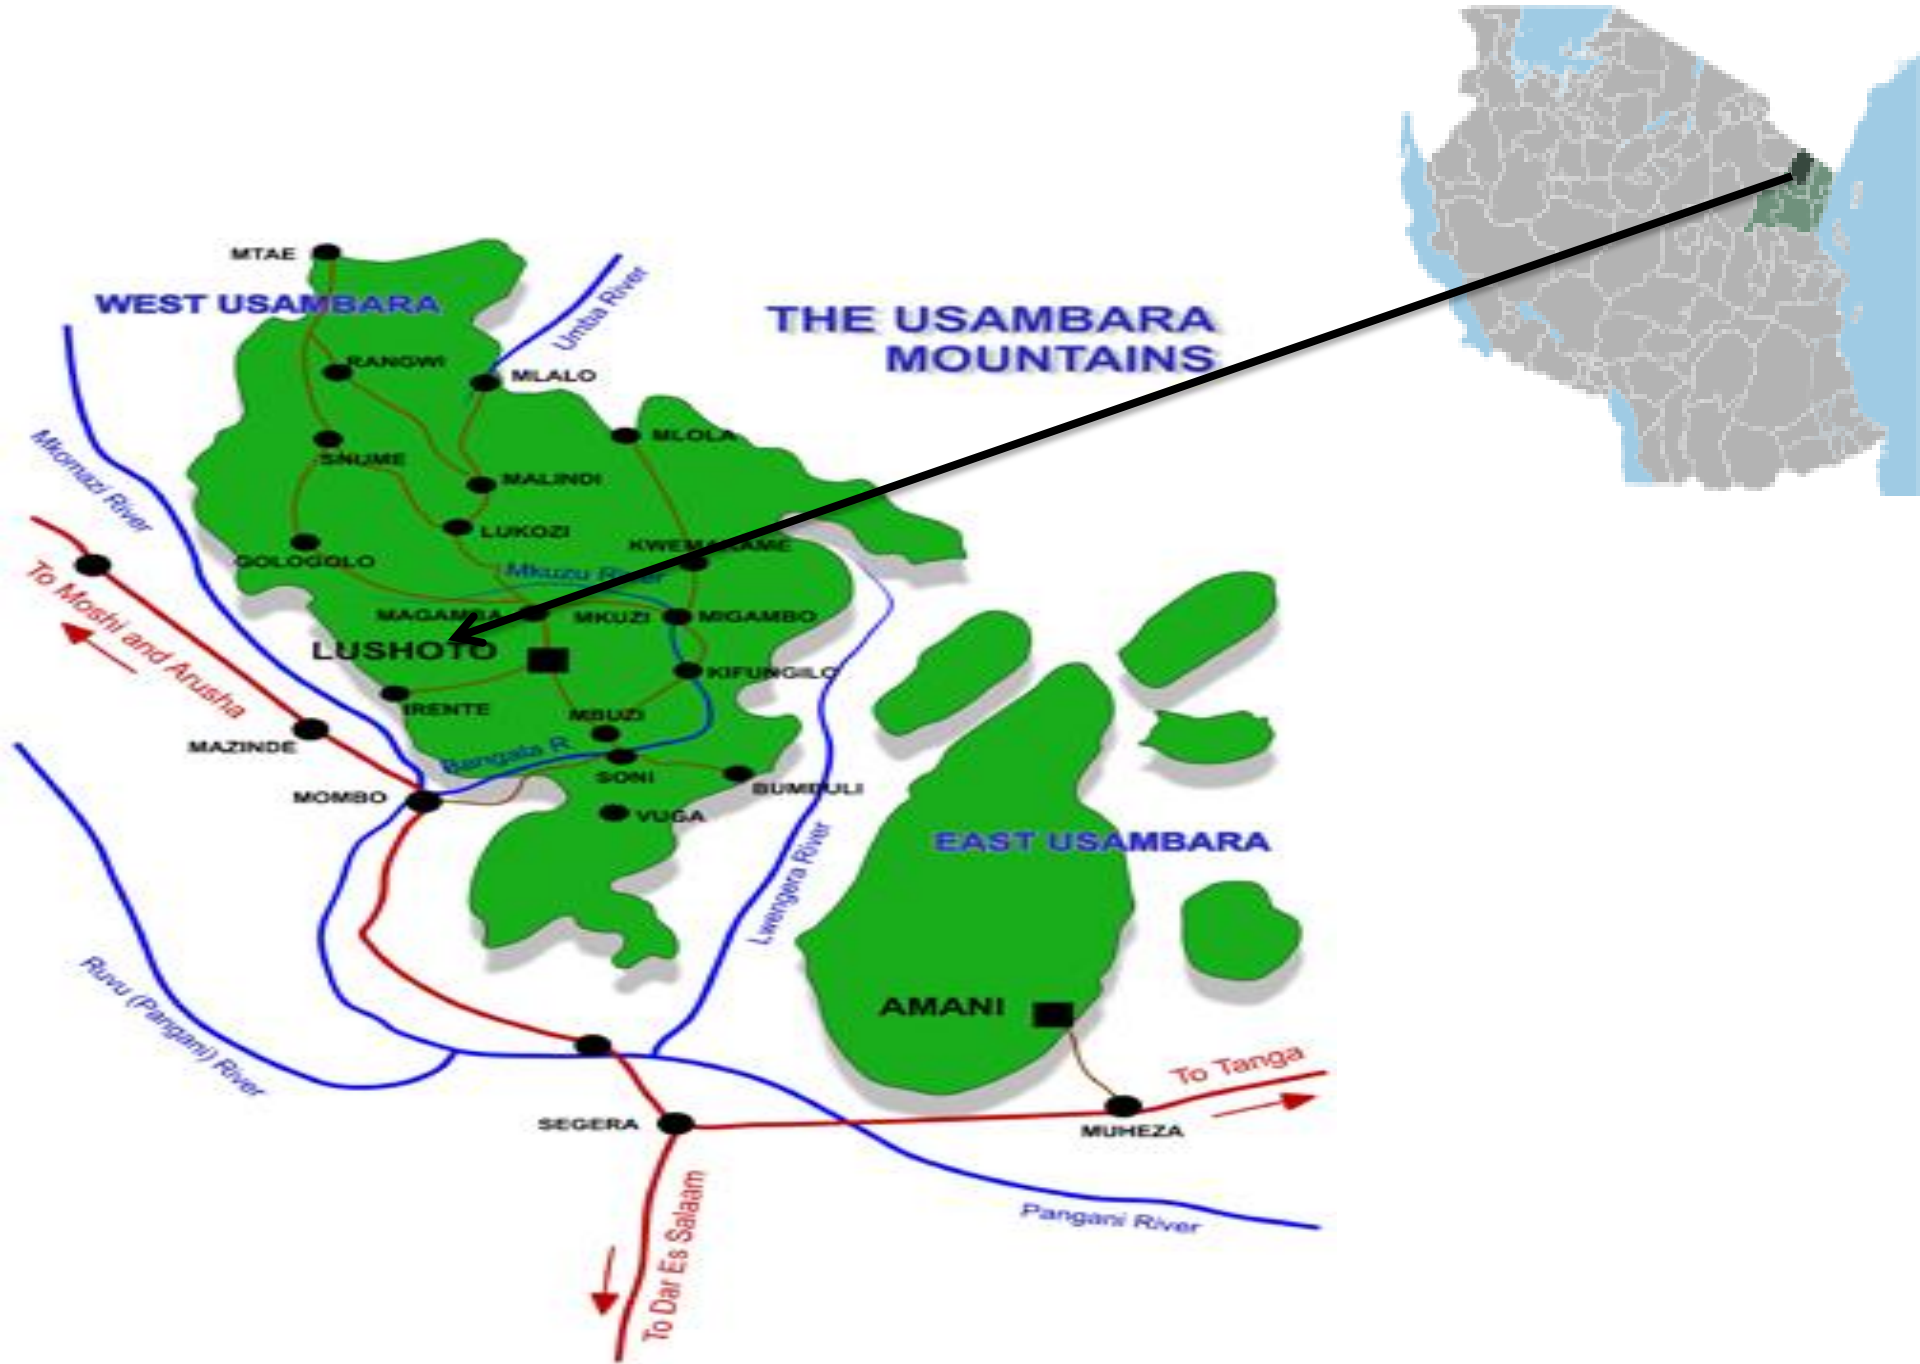 MTAE
WEST USAMBARA
Umba River
THE USAMBARA
MOUNTAINS
RANGWI
MLALO
Mkomazi River
MLOLA
SNUME
MALINDI
LUKOZI
GOLOGOLO
Mkuzu River
To Moshi and Arusha
MAGAMBA
MKUZI
MIGAMBO
LUSHOTO
KIFUNGILO
IRENTE
MBUZI
MAZINDE
Bangala R
SONI
MOMBO
BUMBULI
VUGA
Lwengera River
EAST USAMBARA
Ruvu (Pangani) River
AMANI
To Tanga
SEGERA
MUHEZA
To Dar Es Salaam
Pangani River